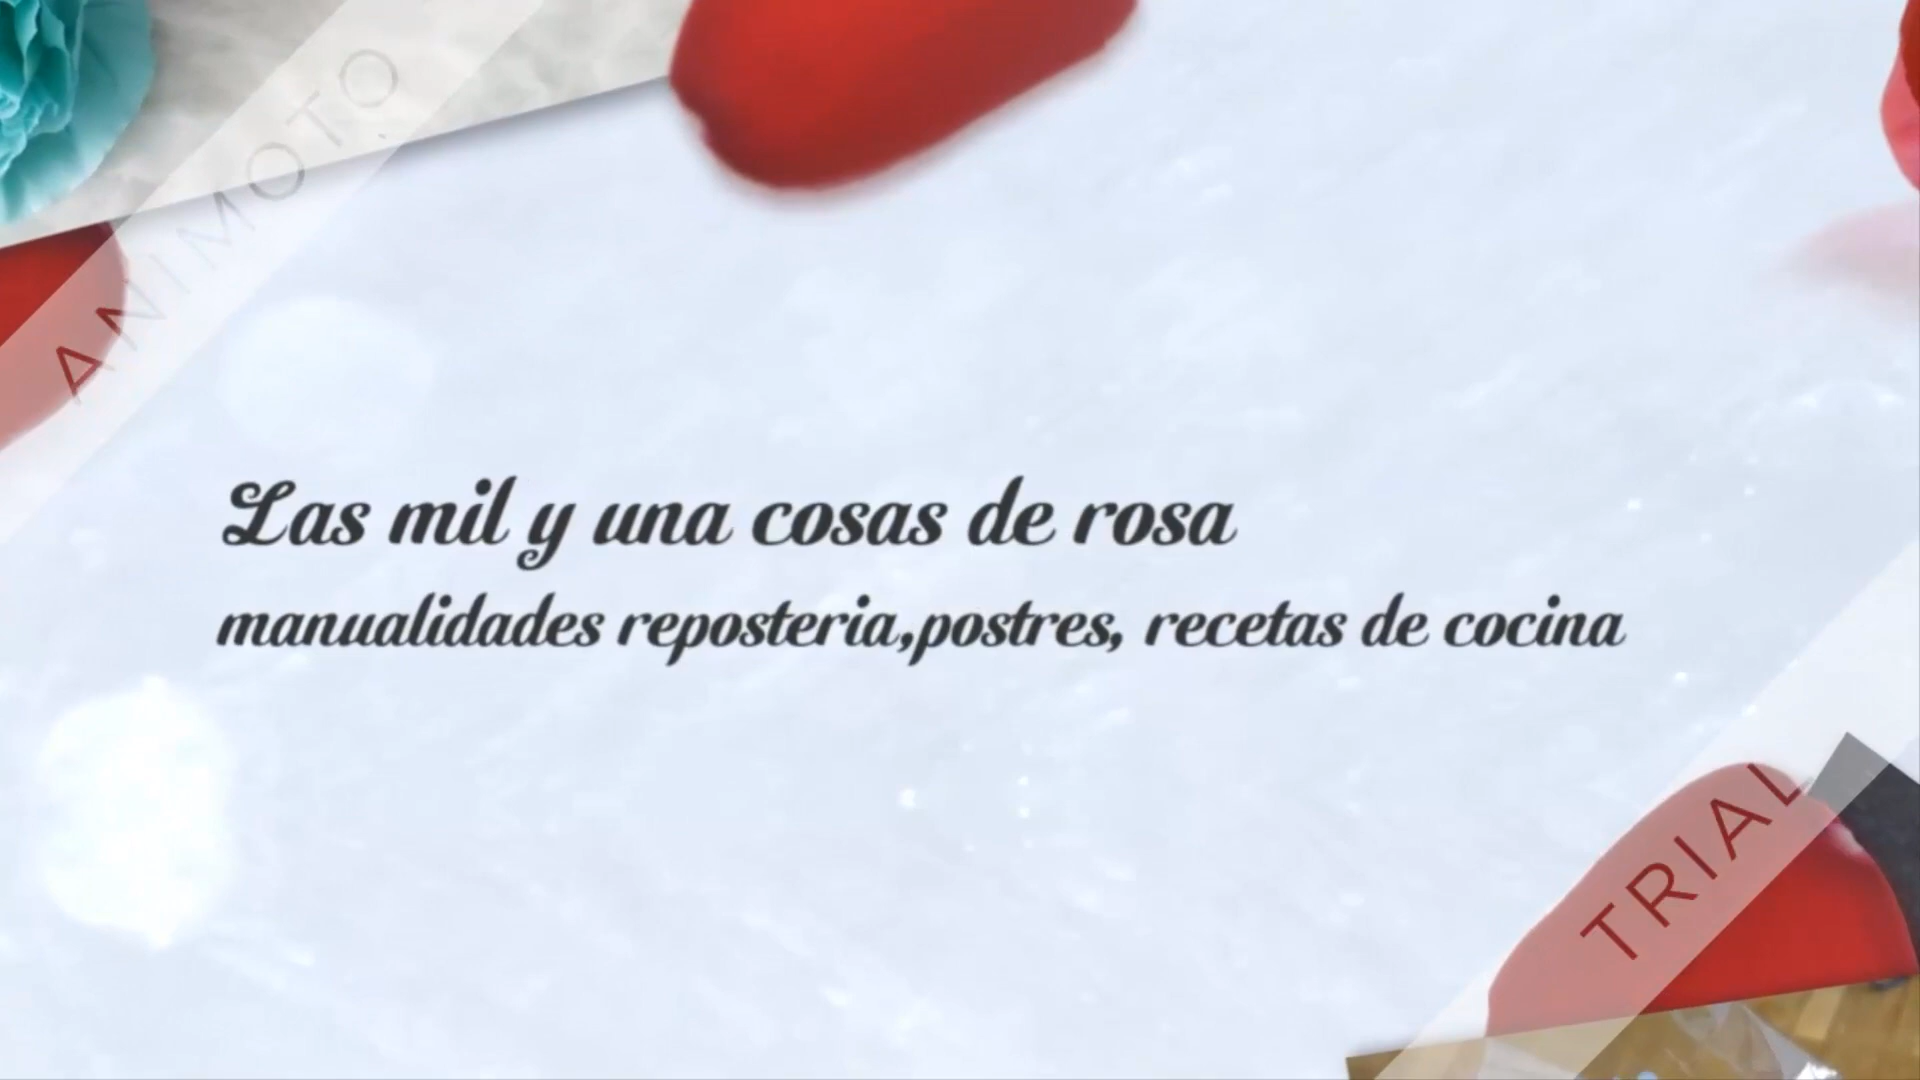 ANIMOTO
Las mil y una cosas de rosa
manualidades reposteria,postres, recetas de cocina
TRIAL